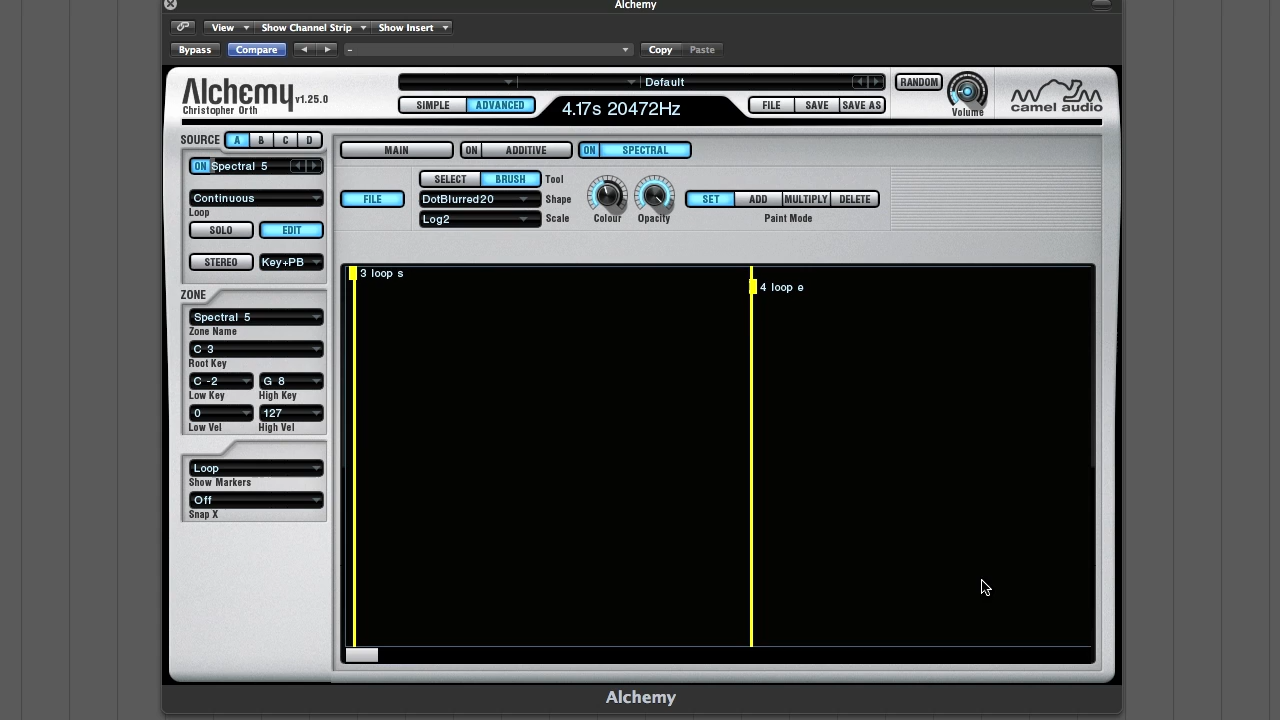 Alchemy
View Show Channel Strip Show Insert
Bypass Compare - Copy Paste
Alchemy v1.25.0
Christopher Orth
Default
SIMPLE ADVANCED
4.17s 20472Hz
FILE SAVE SAVE AS
RANDOM
Volume
camel audio
SOURCE A B C D
ON Spectral 5
Continuous
Loop
SOLO EDIT
STEREO Key+PB
MAIN ON ADDITIVE ON SPECTRAL
FILE
SELECT BRUSH Tool
DotBlurred20 Shape
Log2 Scale
Colour Opacity
SET ADD MULTIPLY DELETE
Paint Mode
ZONE
Spectral 5
Zone Name
C 3
Root Key
C -2 G 8
Low Key High Key
0 127
Low Vel High Vel
Loop
Show Markers
Off
Snap X
3 loop s
4 loop e
Alchemy